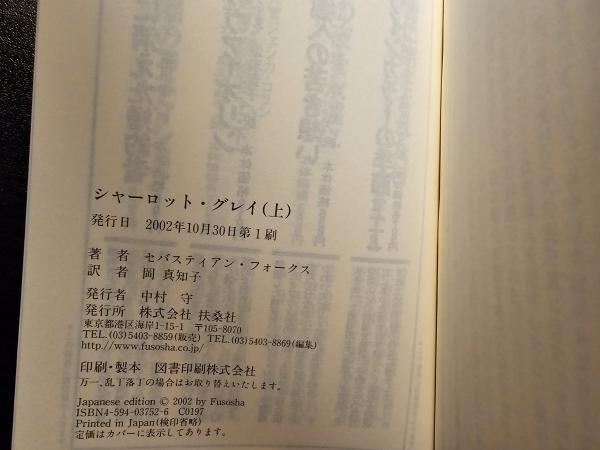 シャーロット・グレイ(上)
発行日 2002年10月30日第1刷
著者 セバスティアン・フォークス
訳者 岡 真知子
発行者 中村 守
発行所 株式会社 扶桑社
東京都港区海岸1-15-1 〒105-8070
TEL.(03)5403-8859(販売) TEL.(03)5403-8869(編集)
http://www.fusosha.co.jp/
印刷・製本 図書印刷株式会社
万一、乱丁落丁の場合はお取り替えいたします。
Japanese edition © 2002 by Fusosha
ISBN4-594-03752-6 C0197
Printed in Japan(検印省略)
定価はカバーに表示してあります。